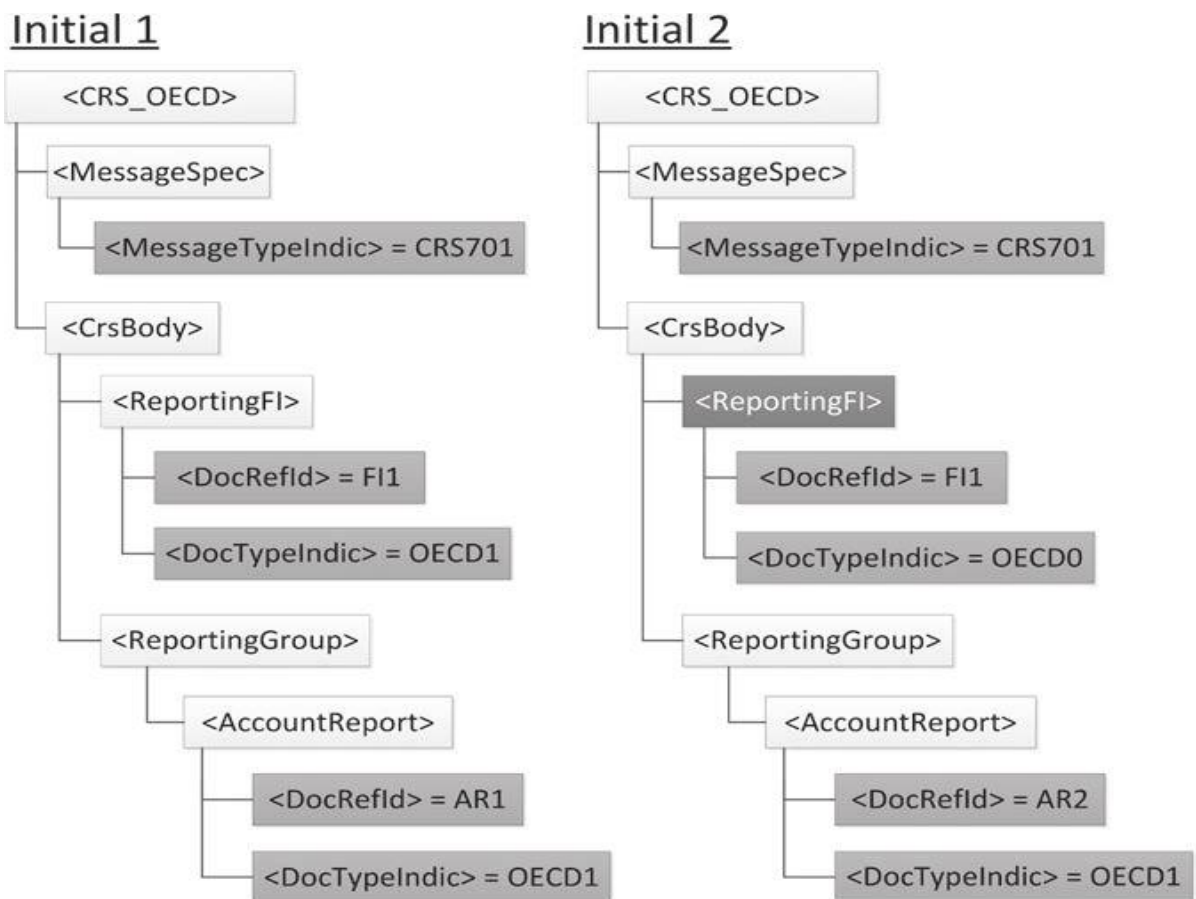 Initial 1
<CRS_OECD>
<MessageSpec>
<MessageTypeIndic> = CRS701
<CrsBody>
<ReportingFI>
<DocRefId> = FI1
<DocTypeIndic> = OECD1
<ReportingGroup>
<AccountReport>
<DocRefId> = AR1
<DocTypeIndic> = OECD1
Initial 2
<CRS_OECD>
<MessageSpec>
<MessageTypeIndic> = CRS701
<CrsBody>
<ReportingFI>
<DocRefId> = FI1
<DocTypeIndic> = OECD0
<ReportingGroup>
<AccountReport>
<DocRefId> = AR2
<DocTypeIndic> = OECD1